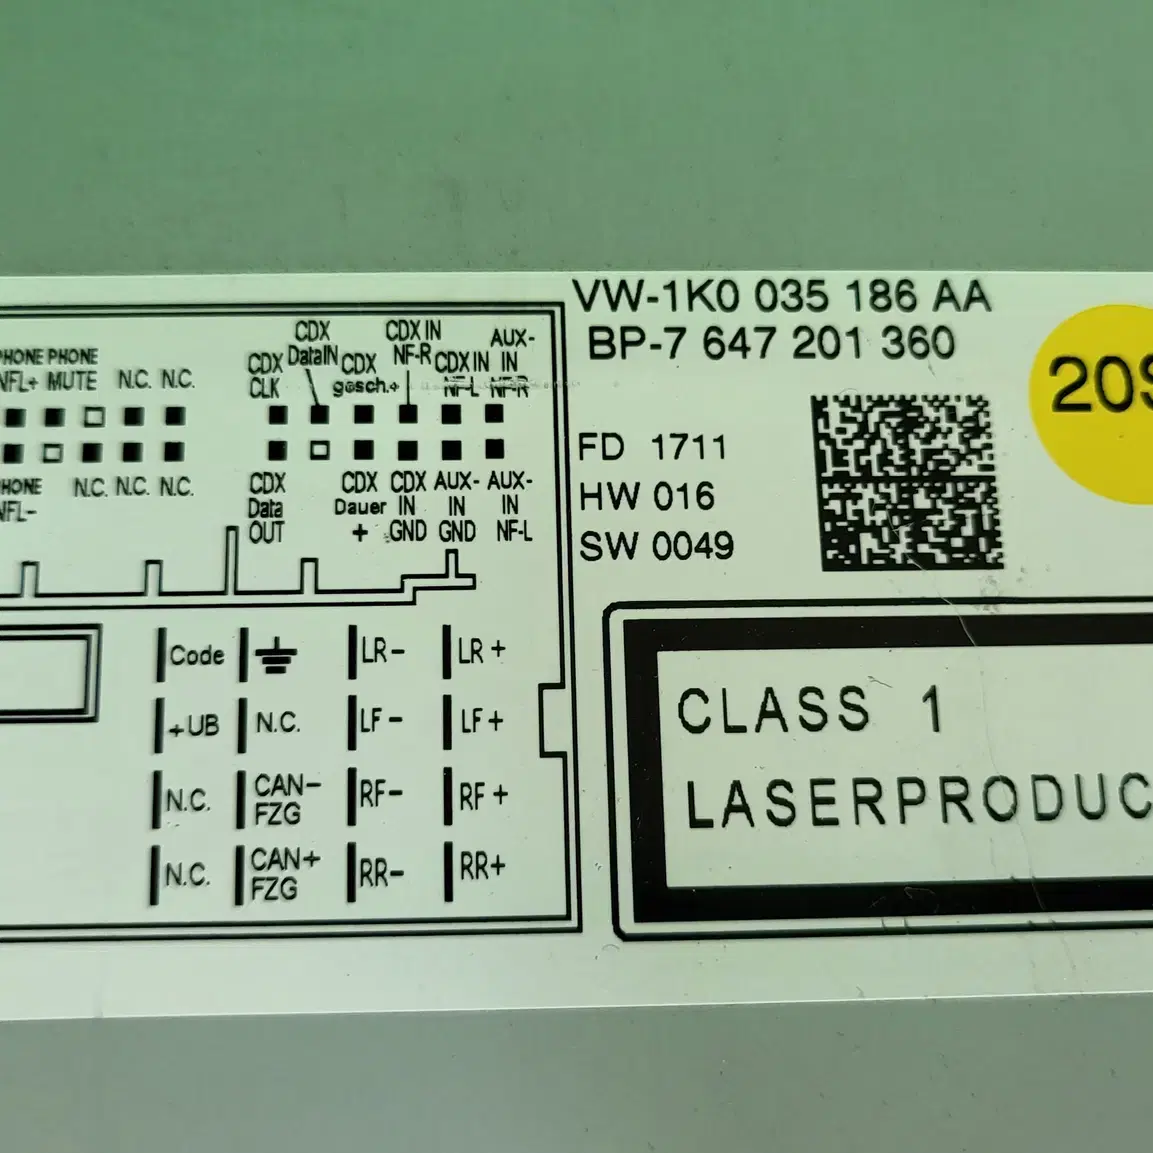 VW-1K0 035 186 AA
BP-7 647 201 360
20S
FD 1711
HW 016
SW 0049
CLASS 1
LASERPRODUC
PHONE PHONE
NFL+ MUTE N.C. N.C.
CDX CLK
CDX DataIN
CDX gesch.+
CDX IN NF-R
CDX IN NF-L
AUX-IN NF-R
PHONE
NFL-
N.C. N.C. N.C.
CDX Data OUT
CDX Dauer +
CDX IN GND
AUX-IN GND
AUX-IN NF-L
Code LR- LR+
+UB N.C. LF- LF+
N.C. CAN- FZG RF- RF+
N.C. CAN+ FZG RR- RR+